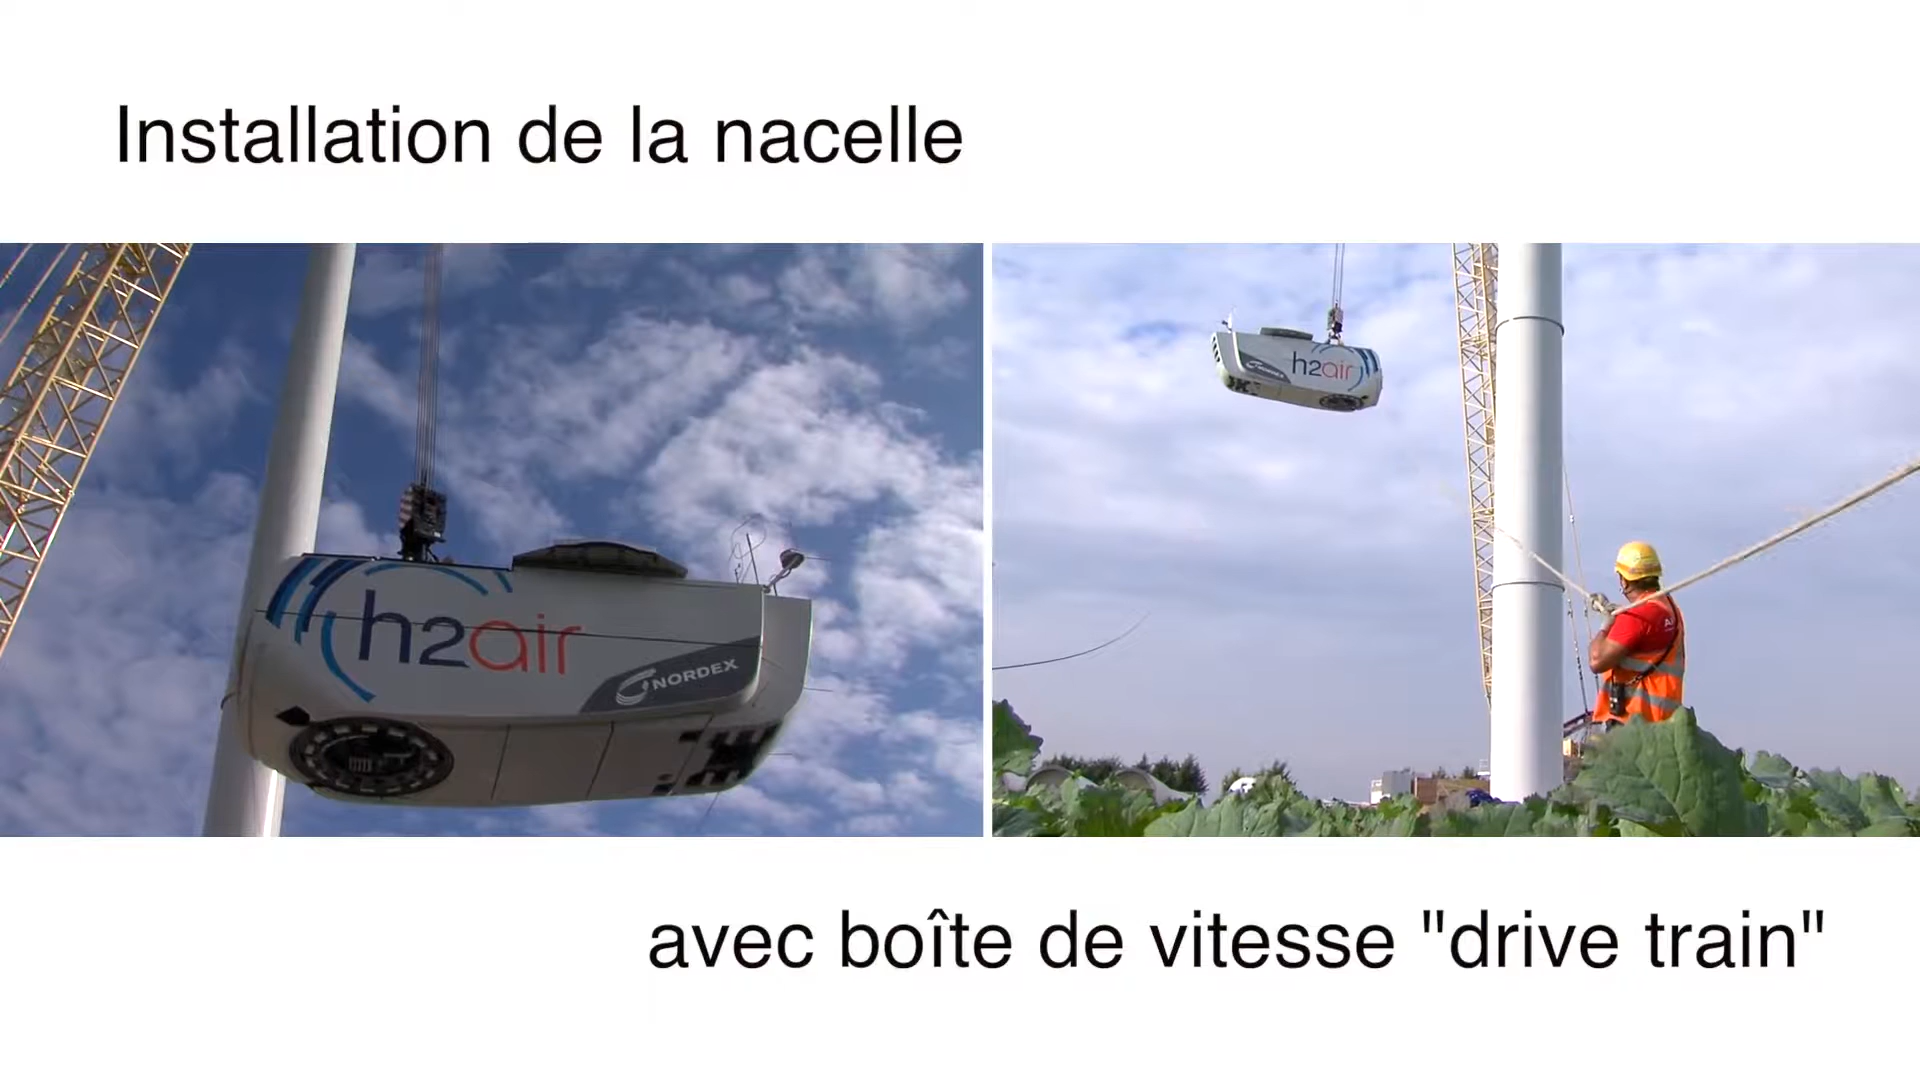 Installation de la nacelle
h2air
NORDEX
h2air
avec boîte de vitesse "drive train"